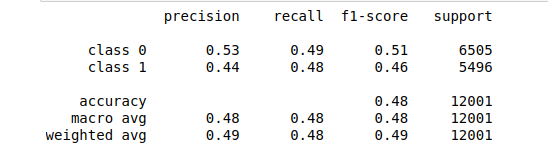 precision recall f1-score support
class 0 0.53 0.49 0.51 6505
class 1 0.44 0.48 0.46 5496
accuracy 0.48 12001
macro avg 0.48 0.48 0.48 12001
weighted avg 0.49 0.48 0.49 12001